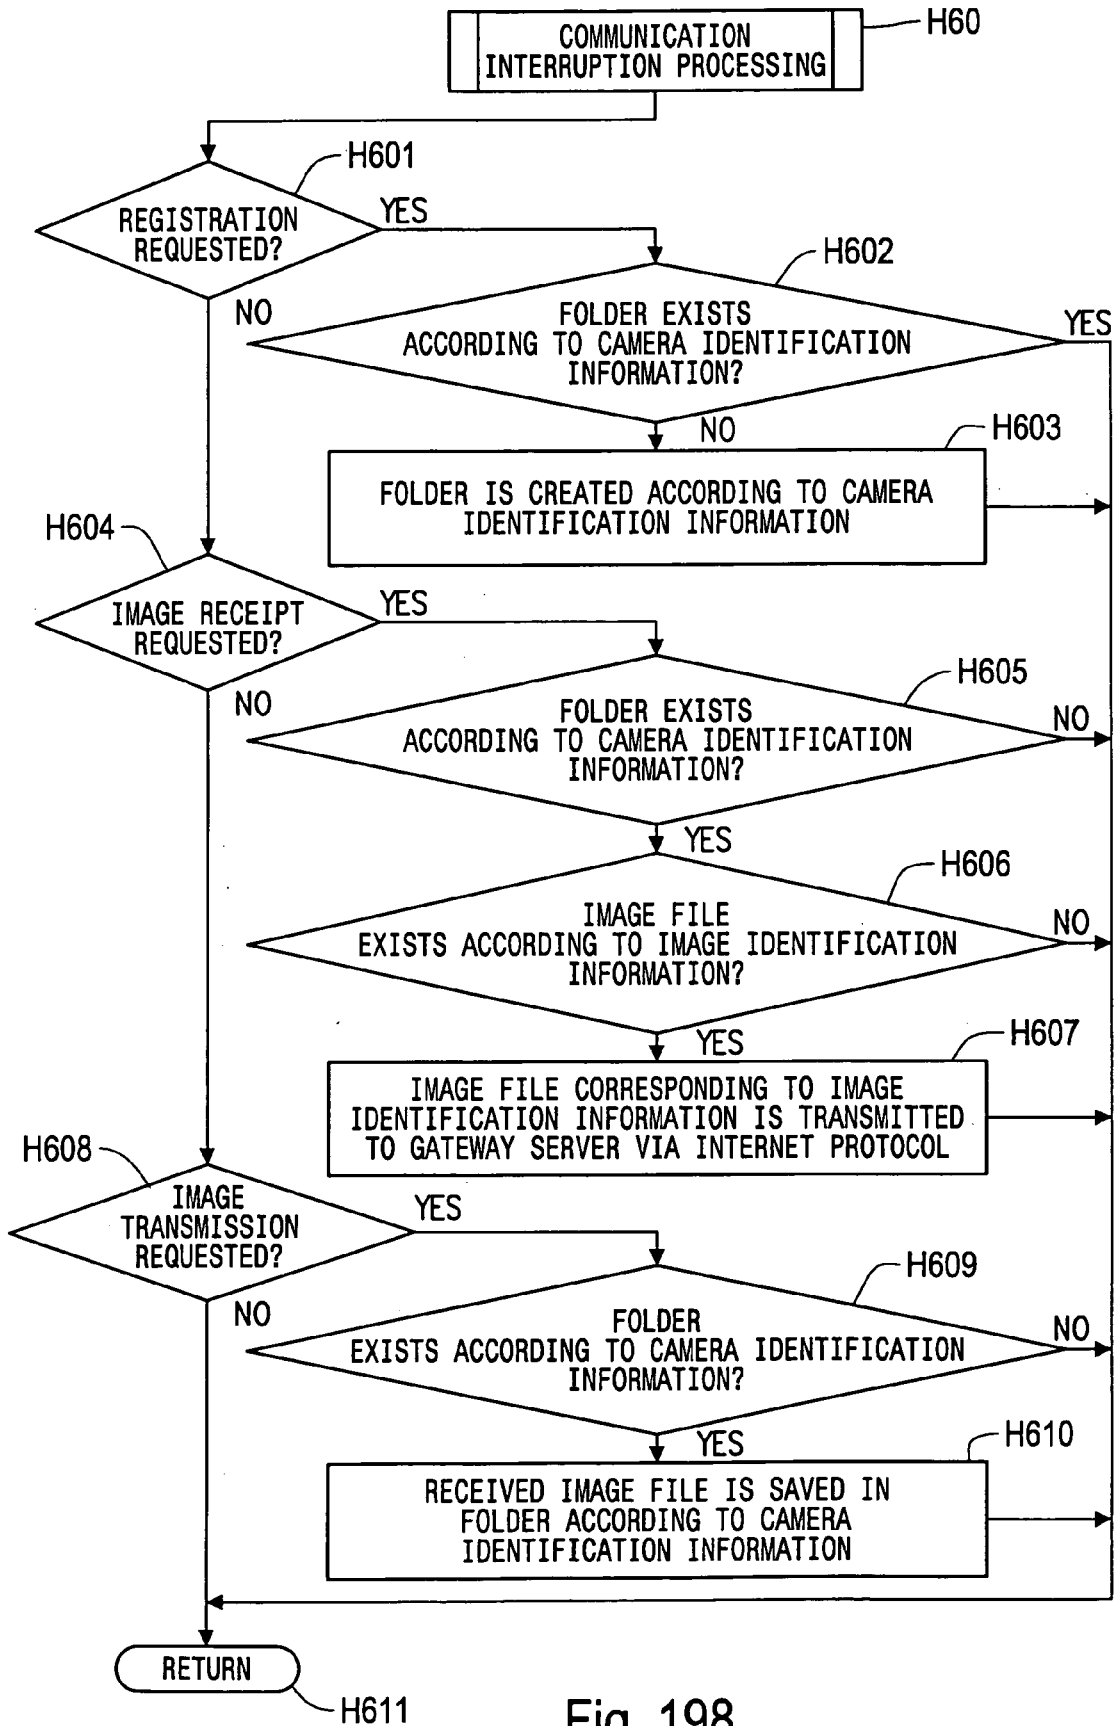 COMMUNICATION
INTERRUPTION PROCESSING
H60
H601
REGISTRATION
REQUESTED?
YES
NO
H602
FOLDER EXISTS
ACCORDING TO CAMERA IDENTIFICATION
INFORMATION?
YES
NO
H603
FOLDER IS CREATED ACCORDING TO CAMERA
IDENTIFICATION INFORMATION
H604
IMAGE RECEIPT
REQUESTED?
YES
NO
H605
FOLDER EXISTS
ACCORDING TO CAMERA IDENTIFICATION
INFORMATION?
NO
YES
H606
IMAGE FILE
EXISTS ACCORDING TO IMAGE IDENTIFICATION
INFORMATION?
NO
YES
H607
IMAGE FILE CORRESPONDING TO IMAGE
IDENTIFICATION INFORMATION IS TRANSMITTED
TO GATEWAY SERVER VIA INTERNET PROTOCOL
H608
IMAGE
TRANSMISSION
REQUESTED?
YES
NO
H609
FOLDER
EXISTS ACCORDING TO CAMERA IDENTIFICATION
INFORMATION?
NO
YES
H610
RECEIVED IMAGE FILE IS SAVED IN
FOLDER ACCORDING TO CAMERA
IDENTIFICATION INFORMATION
RETURN
H611
Fig. 198